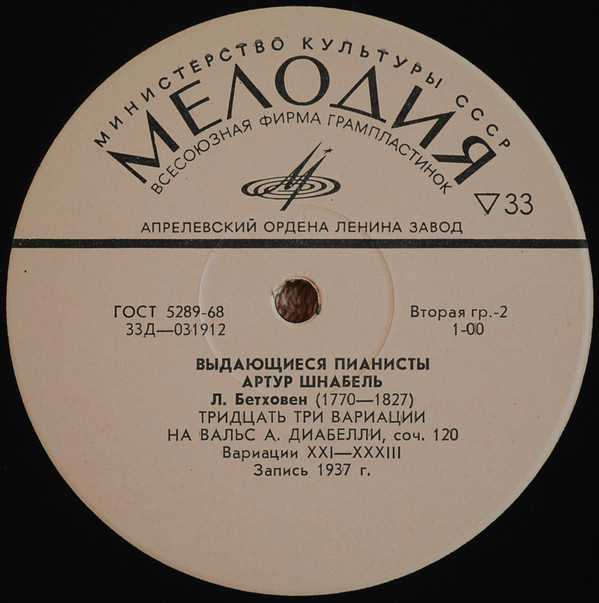 МИНИСТЕРСТВО КУЛЬТУРЫ СССР
МЕЛОДИЯ
ВСЕСОЮЗНАЯ ФИРМА ГРАМПЛАСТИНОК
▽33
АПРЕЛЕВСКИЙ ОРДЕНА ЛЕНИНА ЗАВОД
ГОСТ 5289-68
33Д—031912
Вторая гр.-2
1-00
ВЫДАЮЩИЕСЯ ПИАНИСТЫ
АРТУР ШНАБЕЛЬ
Л. Бетховен (1770—1827)
ТРИДЦАТЬ ТРИ ВАРИАЦИИ
НА ВАЛЬС А. ДИАБЕЛЛИ, соч. 120
Вариации XXI—XXXIII
Запись 1937 г.